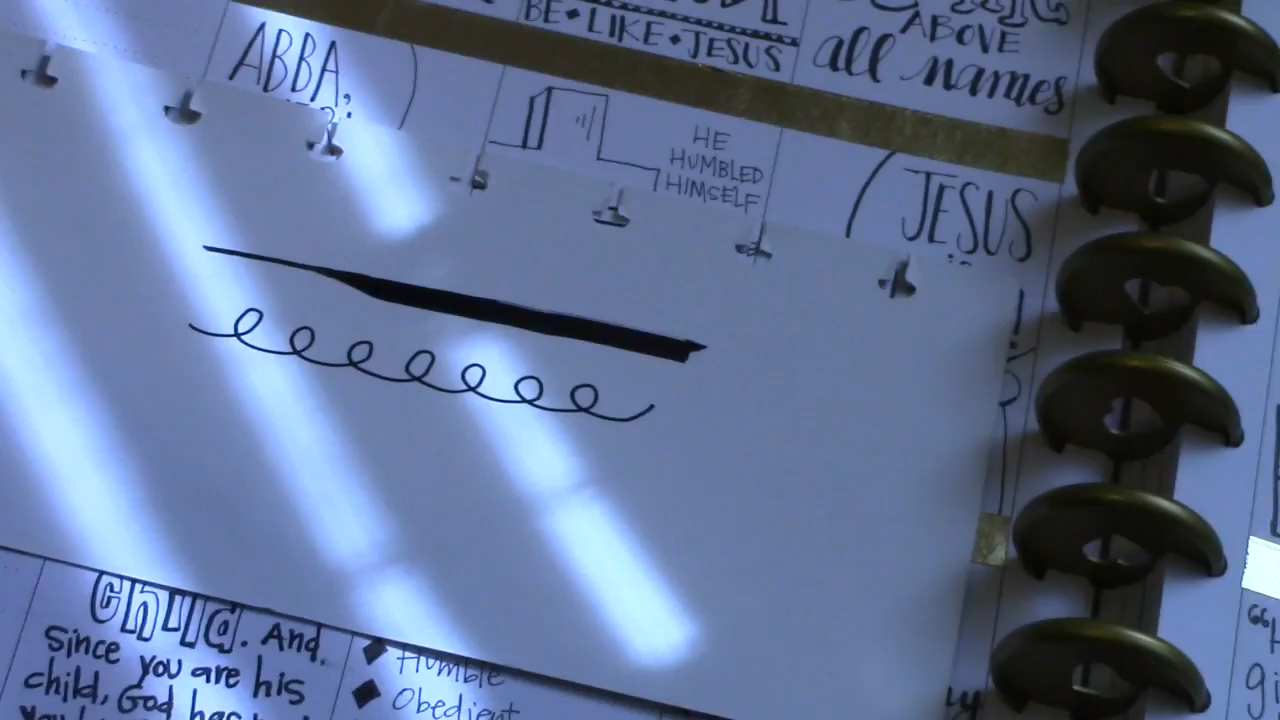 BE◆LIKE◆JESUS
ABOVE
all names
ABBA,
HE
HUMBLED
HIMSELF
JESUS
child. And
since you are his
child, God has
◆ Humble
◆ Obedient